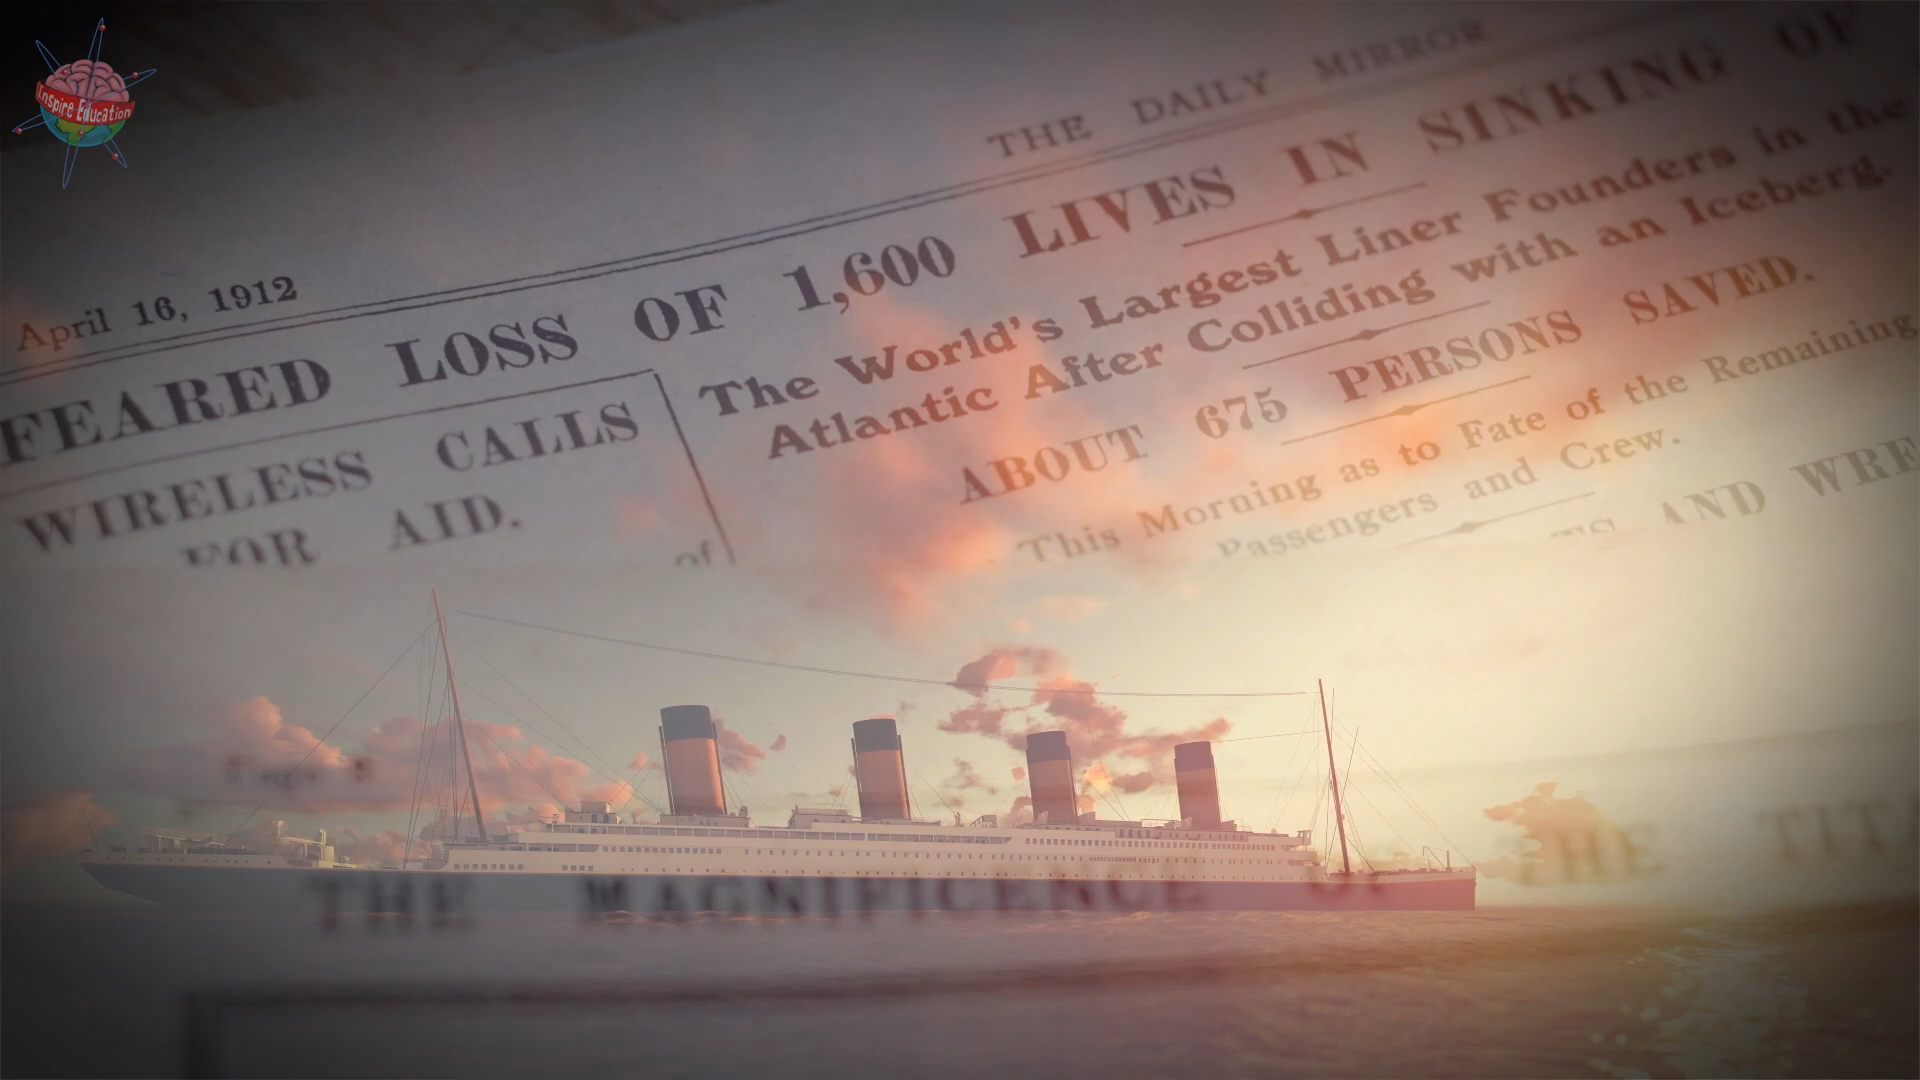 Inspire Education
THE DAILY MIRROR
April 16, 1912
FEARED LOSS OF 1,600 LIVES IN SINKING OF
WIRELESS CALLS
FOR AID.
The World's Largest Liner Founders in the
Atlantic After Colliding with an Iceberg.
ABOUT 675 PERSONS SAVED.
This Morning as to Fate of the Remaining
Passengers and Crew.
AND
of
THE MAGNIFICENCE